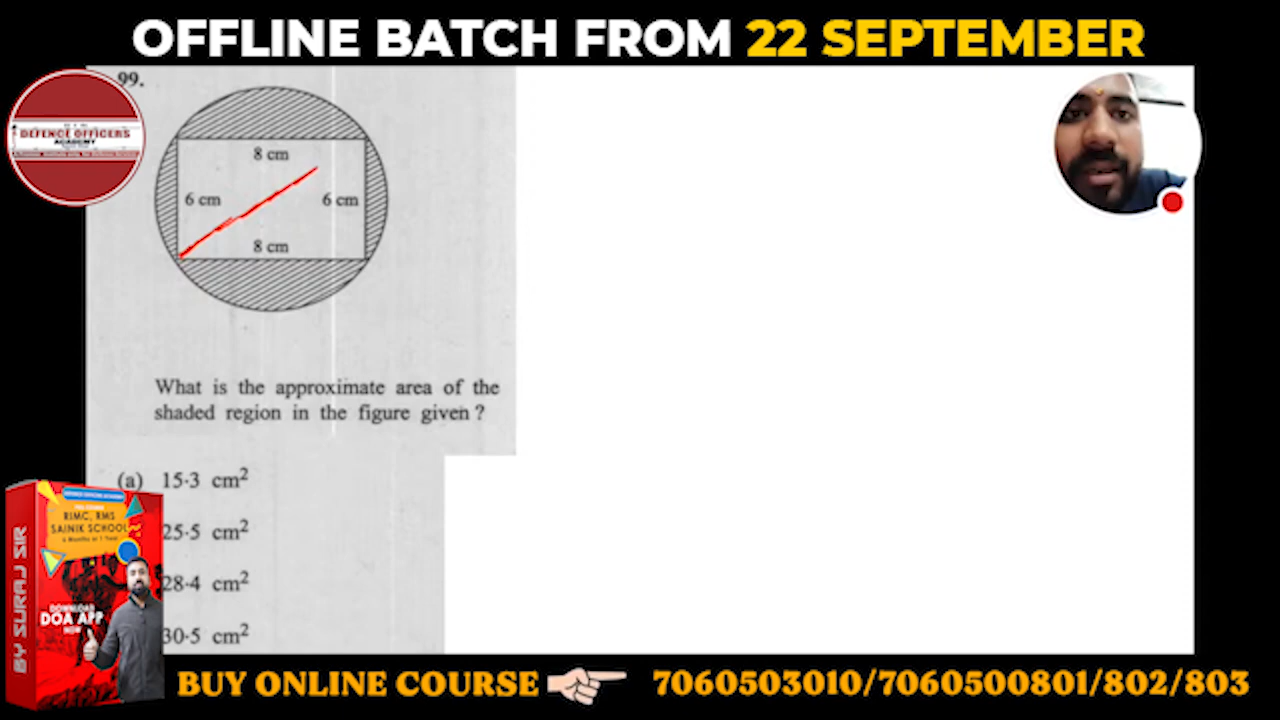 OFFLINE BATCH FROM 22 SEPTEMBER
99.
DEFENCE OFFICERS
ACADEMY
8 cm
6 cm
6 cm
8 cm
What is the approximate area of the
shaded region in the figure given ?
(a) 15·3 cm²
25·5 cm²
28·4 cm²
30·5 cm²
BY SURAJ SIR
DEFENCE OFFICERS ACADEMY
RIMC, RMS
SAINIK SCHOOL
DOWNLOAD
DOA APP
NOW
BUY ONLINE COURSE
7060503010/7060500801/802/803